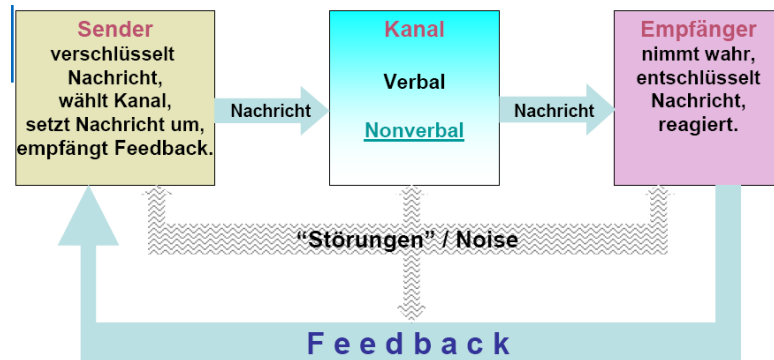 Sender
verschlüsselt
Nachricht,
wählt Kanal,
setzt Nachricht um,
empfängt Feedback.
Nachricht
Kanal
Verbal
Nonverbal
Nachricht
Empfänger
nimmt wahr,
entschlüsselt
Nachricht,
reagiert.
“Störungen” / Noise
Feedback